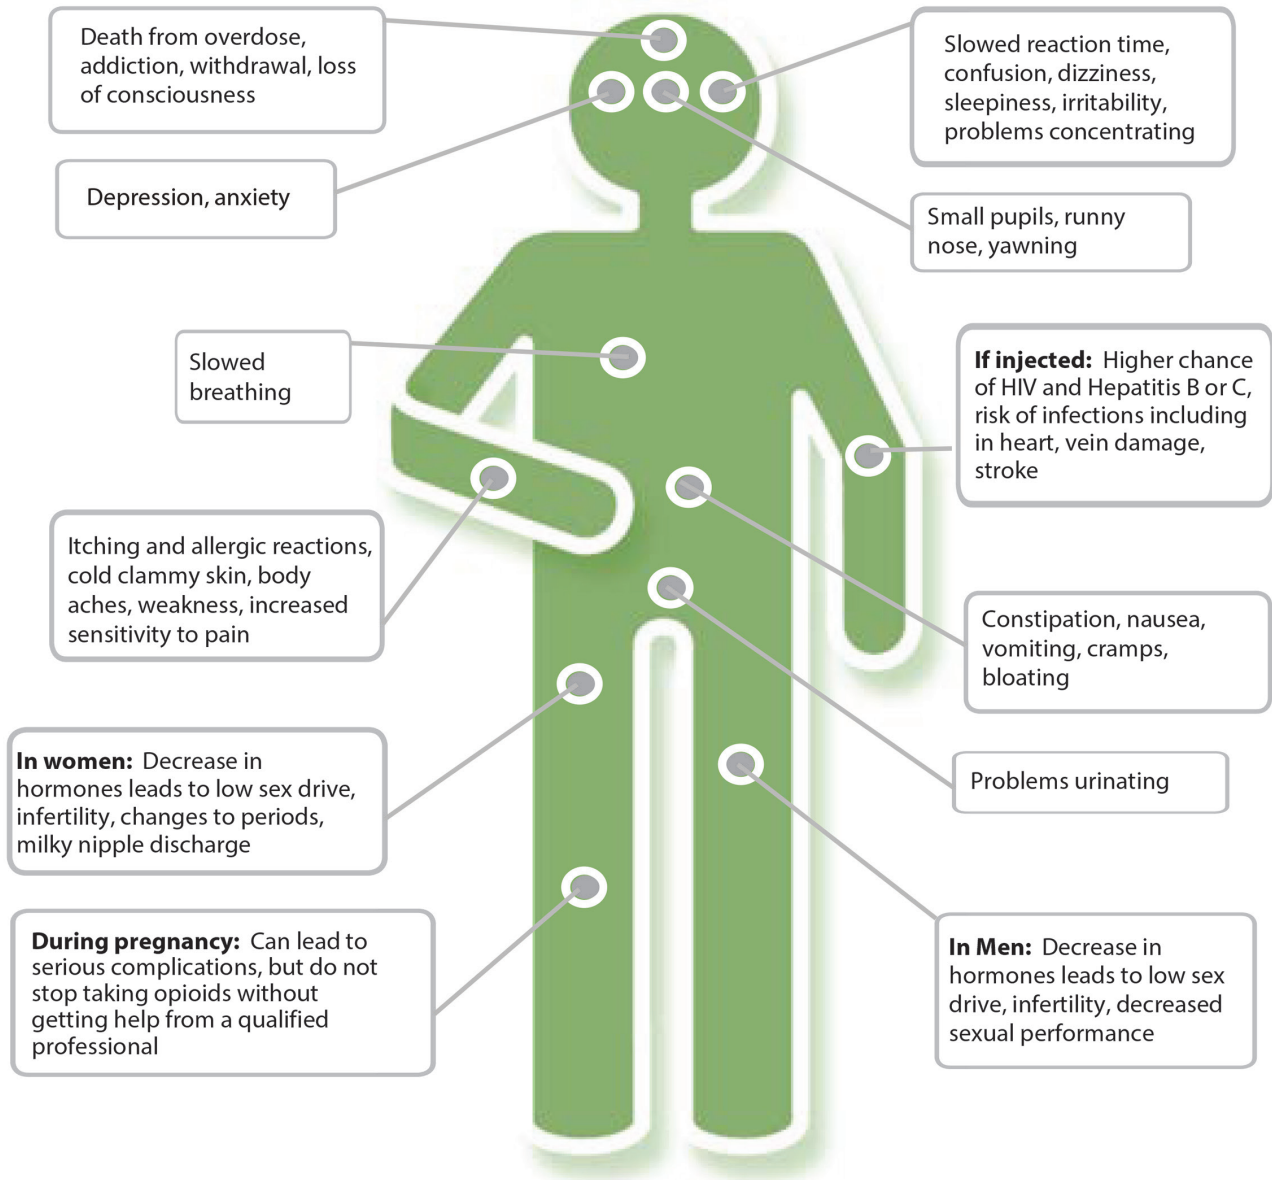 Death from overdose,
addiction, withdrawal, loss
of consciousness
Slowed reaction time,
confusion, dizziness,
sleepiness, irritability,
problems concentrating
Depression, anxiety
Small pupils, runny
nose, yawning
Slowed
breathing
If injected: Higher chance
of HIV and Hepatitis B or C,
risk of infections including
in heart, vein damage,
stroke
Itching and allergic reactions,
cold clammy skin, body
aches, weakness, increased
sensitivity to pain
Constipation, nausea,
vomiting, cramps,
bloating
In women: Decrease in
hormones leads to low sex drive,
infertility, changes to periods,
milky nipple discharge
Problems urinating
During pregnancy: Can lead to
serious complications, but do not
stop taking opioids without
getting help from a qualified
professional
In Men: Decrease in
hormones leads to low sex
drive, infertility, decreased
sexual performance